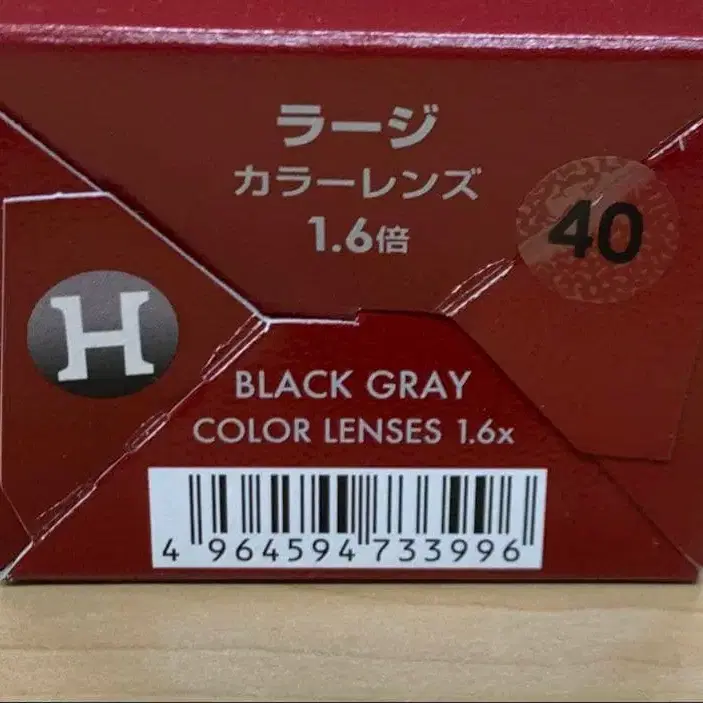 ラージ
カラーレンズ
1.6倍
40
H
BLACK GRAY
COLOR LENSES 1.6x
4 964594 733996